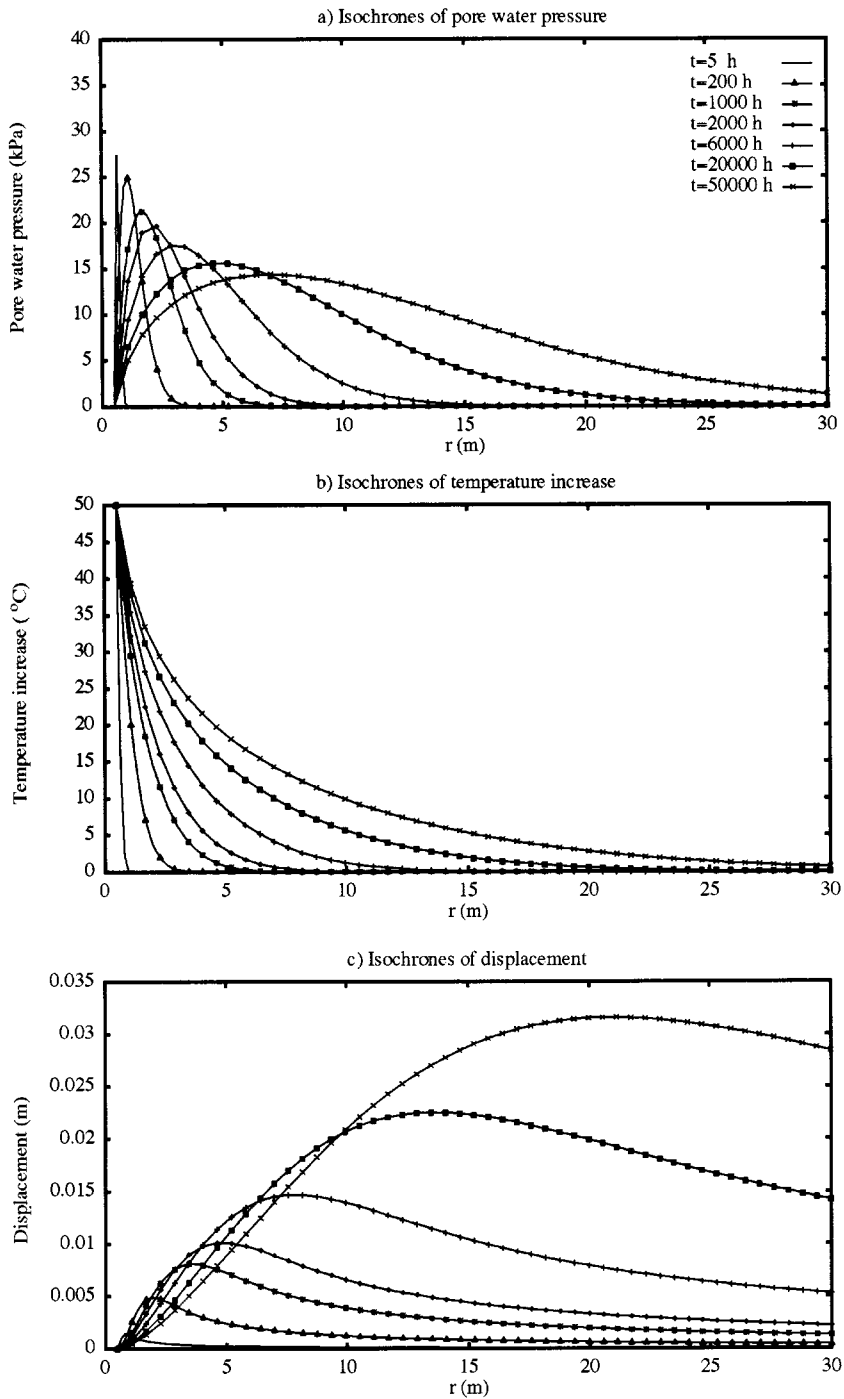 a) Isochrones of pore water pressure
40
35
30
25
20
15
10
5
0
Pore water pressure (kPa)
t=5 h
t=200 h
t=1000 h
t=2000 h
t=6000 h
t=20000 h
t=50000 h
0 5 10 15 20 25 30
r (m)
b) Isochrones of temperature increase
50
45
40
35
30
25
20
15
10
5
0
Temperature increase ( °C)
0 5 10 15 20 25 30
r (m)
c) Isochrones of displacement
0.035
0.03
0.025
0.02
0.015
0.01
0.005
0
Displacement (m)
0 5 10 15 20 25 30
r (m)